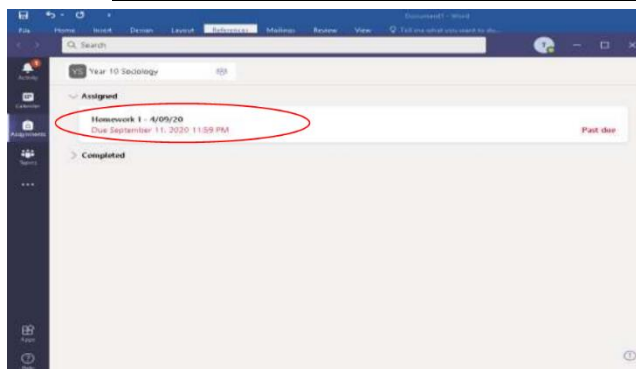 Document1 - Word
File Home Insert Design Layout References Mailings Review View Tell me what you want to do...
Search
Activity
Year 10 Sociology
YS
Calendar
Assigned
Homework 1 - 4/09/20
Due September 11, 2020 11:59 PM
Past due
Assignments
Completed
Teams
Apps
Help